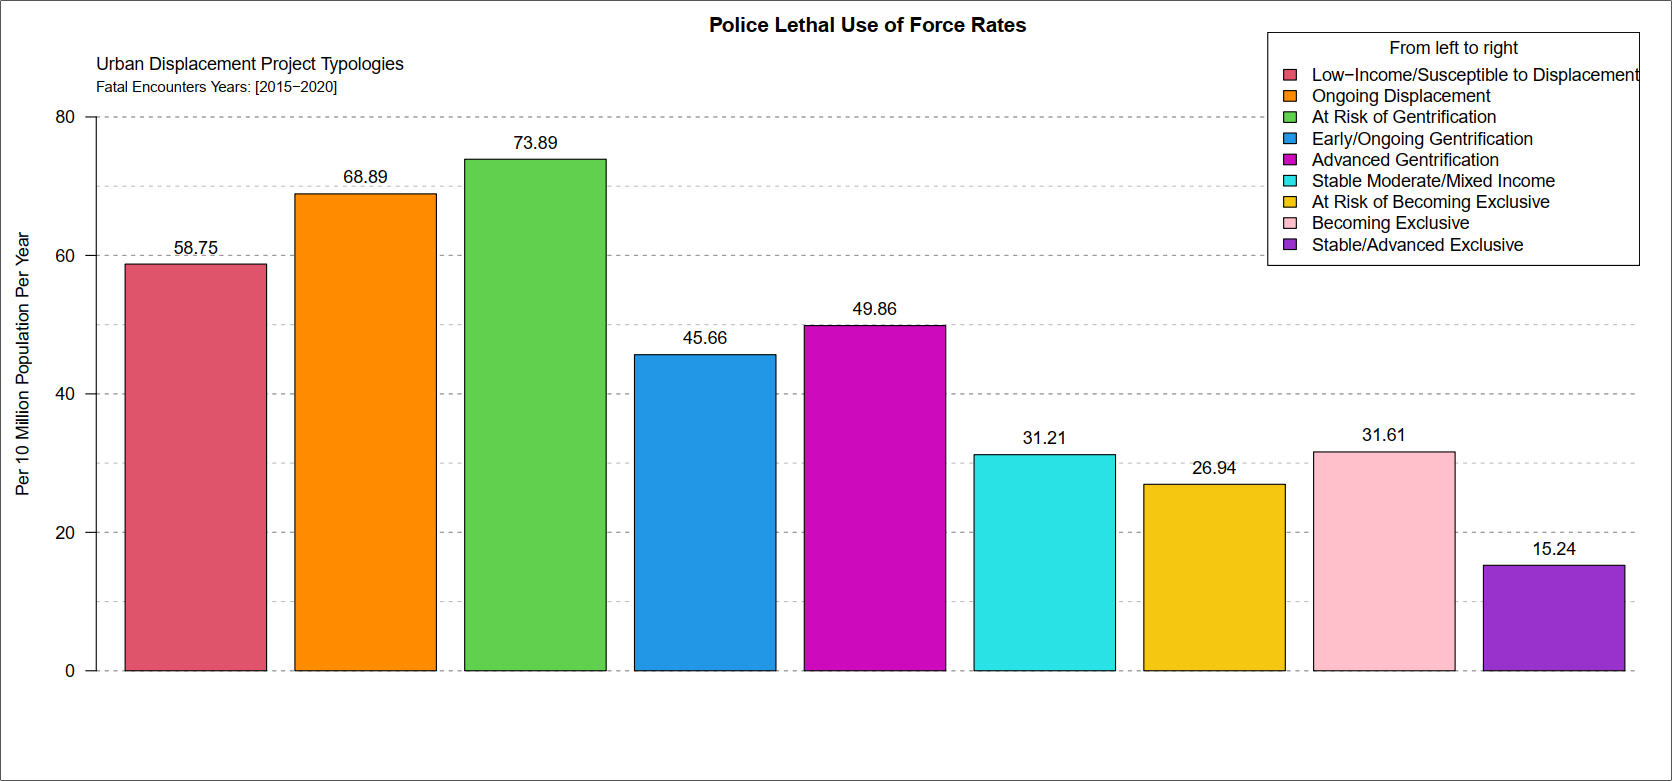 Police Lethal Use of Force Rates
Urban Displacement Project Typologies
Fatal Encounters Years: [2015−2020]
From left to right
Low−Income/Susceptible to Displacement
Ongoing Displacement
At Risk of Gentrification
Early/Ongoing Gentrification
Advanced Gentrification
Stable Moderate/Mixed Income
At Risk of Becoming Exclusive
Becoming Exclusive
Stable/Advanced Exclusive
Per 10 Million Population Per Year
80
60
40
20
0
58.75
68.89
73.89
45.66
49.86
31.21
26.94
31.61
15.24